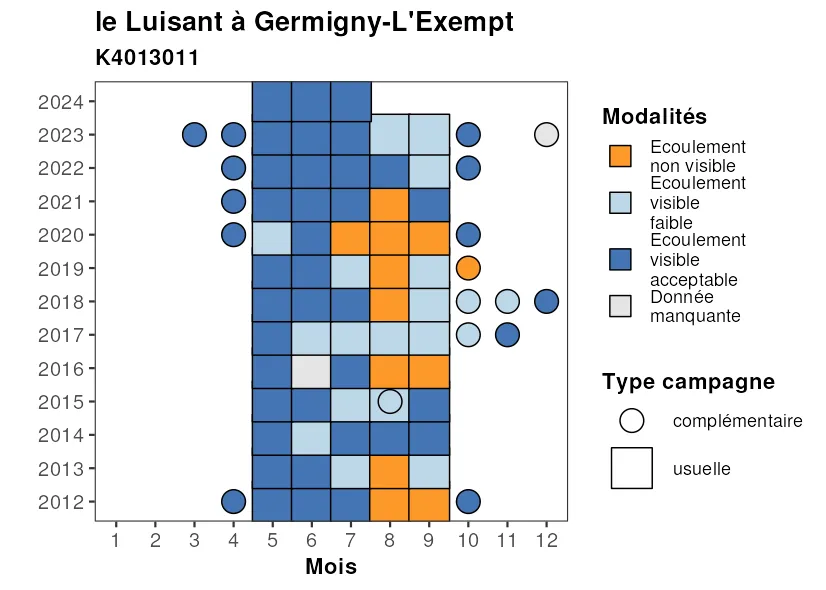 le Luisant à Germigny-L'Exempt
K4013011
2024
2023
2022
2021
2020
2019
2018
2017
2016
2015
2014
2013
2012
1 2 3 4 5 6 7 8 9 10 11 12
Mois
Modalités
Ecoulement
non visible
Ecoulement
visible
faible
Ecoulement
visible
acceptable
Donnée
manquante
Type campagne
complémentaire
usuelle